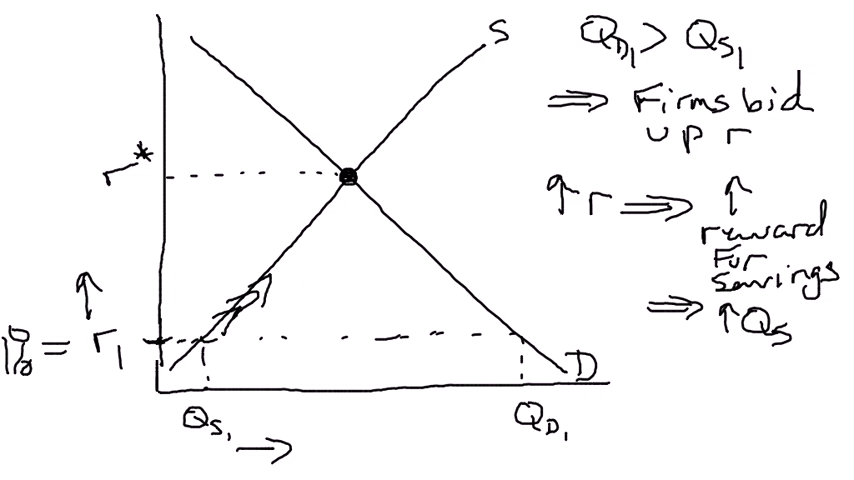 S
Q_D1 > Q_S1
⇒ Firms bid
up r
r*
↑ r ⇒ ↑
reward
For
Savings
⇒ ↑ Q_S
↑
= r_1
D
Q_S1
→
Q_D1